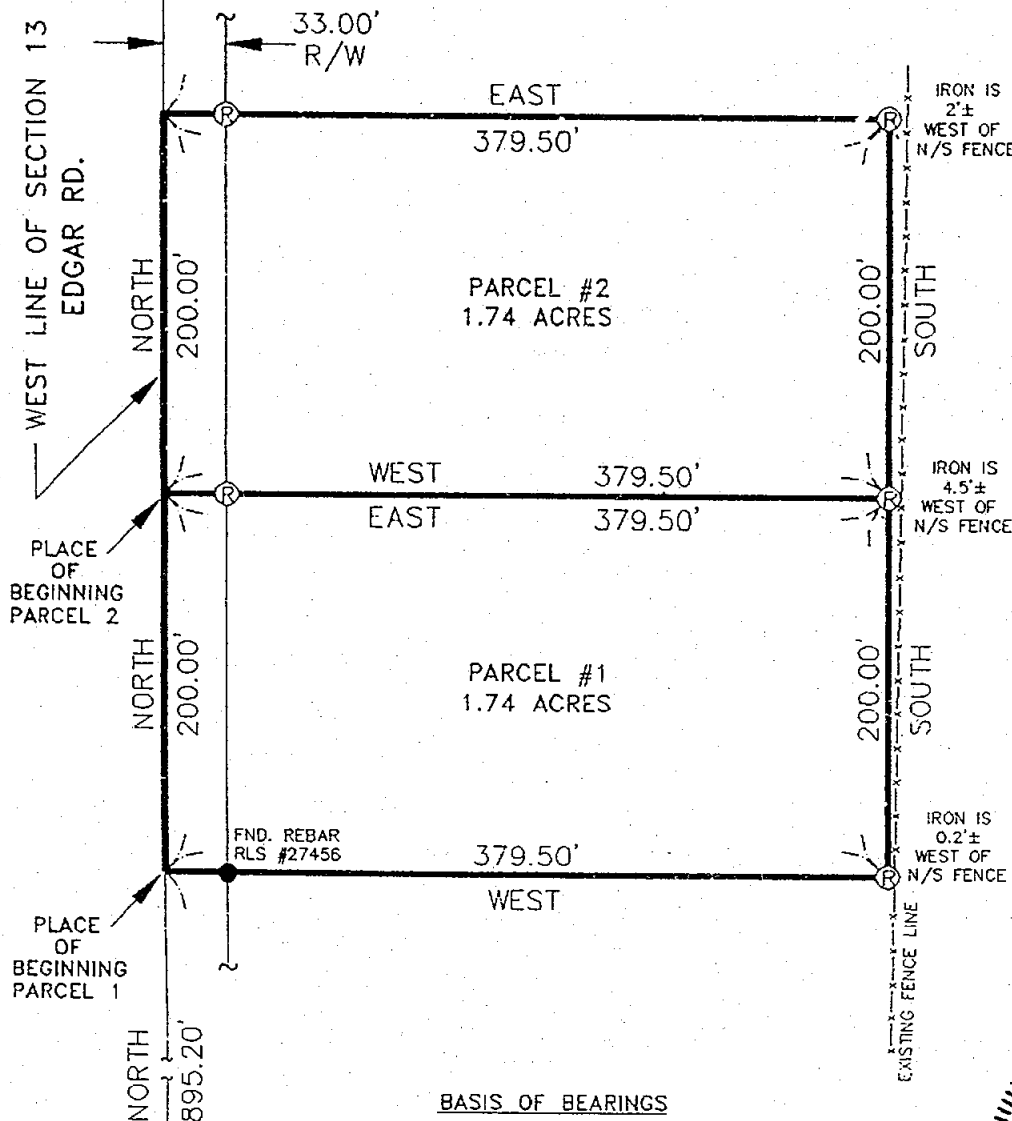 33.00'
R/W
WEST LINE OF SECTION 13
EDGAR RD.
EAST
379.50'
R
R
IRON IS
2'±
WEST OF
N/S FENCE
NORTH
200.00'
PARCEL #2
1.74 ACRES
200.00'
SOUTH
WEST 379.50'
EAST 379.50'
R
R
IRON IS
4.5'±
WEST OF
N/S FENCE
PLACE
OF
BEGINNING
PARCEL 2
NORTH
200.00'
PARCEL #1
1.74 ACRES
200.00'
SOUTH
FND. REBAR
RLS #27456
379.50'
WEST
R
IRON IS
0.2'±
WEST OF
N/S FENCE
PLACE
OF
BEGINNING
PARCEL 1
EXISTING FENCE LINE
NORTH
895.20'
BASIS OF BEARINGS